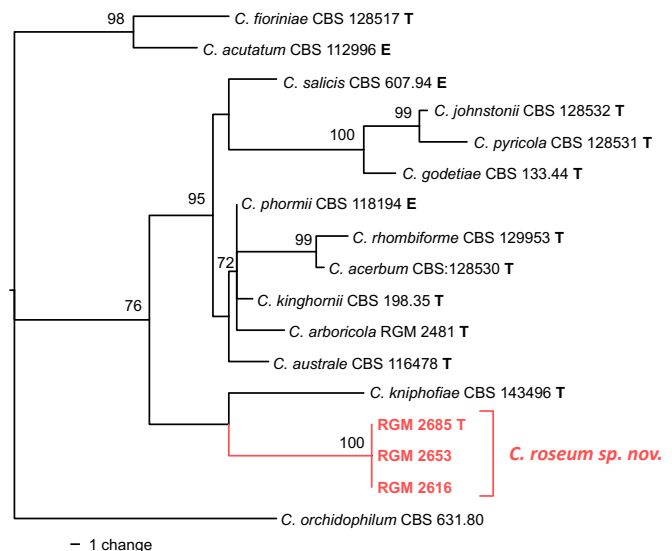 98
C. fioriniae CBS 128517 T
C. acutatum CBS 112996 E
C. salicis CBS 607.94 E
99
C. johnstonii CBS 128532 T
100
C. pyricola CBS 128531 T
C. godetiae CBS 133.44 T
95
C. phormii CBS 118194 E
99
C. rhombiforme CBS 129953 T
72
C. acerbum CBS:128530 T
76
C. kinghornii CBS 198.35 T
C. arboricola RGM 2481 T
C. australe CBS 116478 T
C. kniphofiae CBS 143496 T
100
RGM 2685 T
RGM 2653
RGM 2616
C. roseum sp. nov.
C. orchidophilum CBS 631.80
1 change